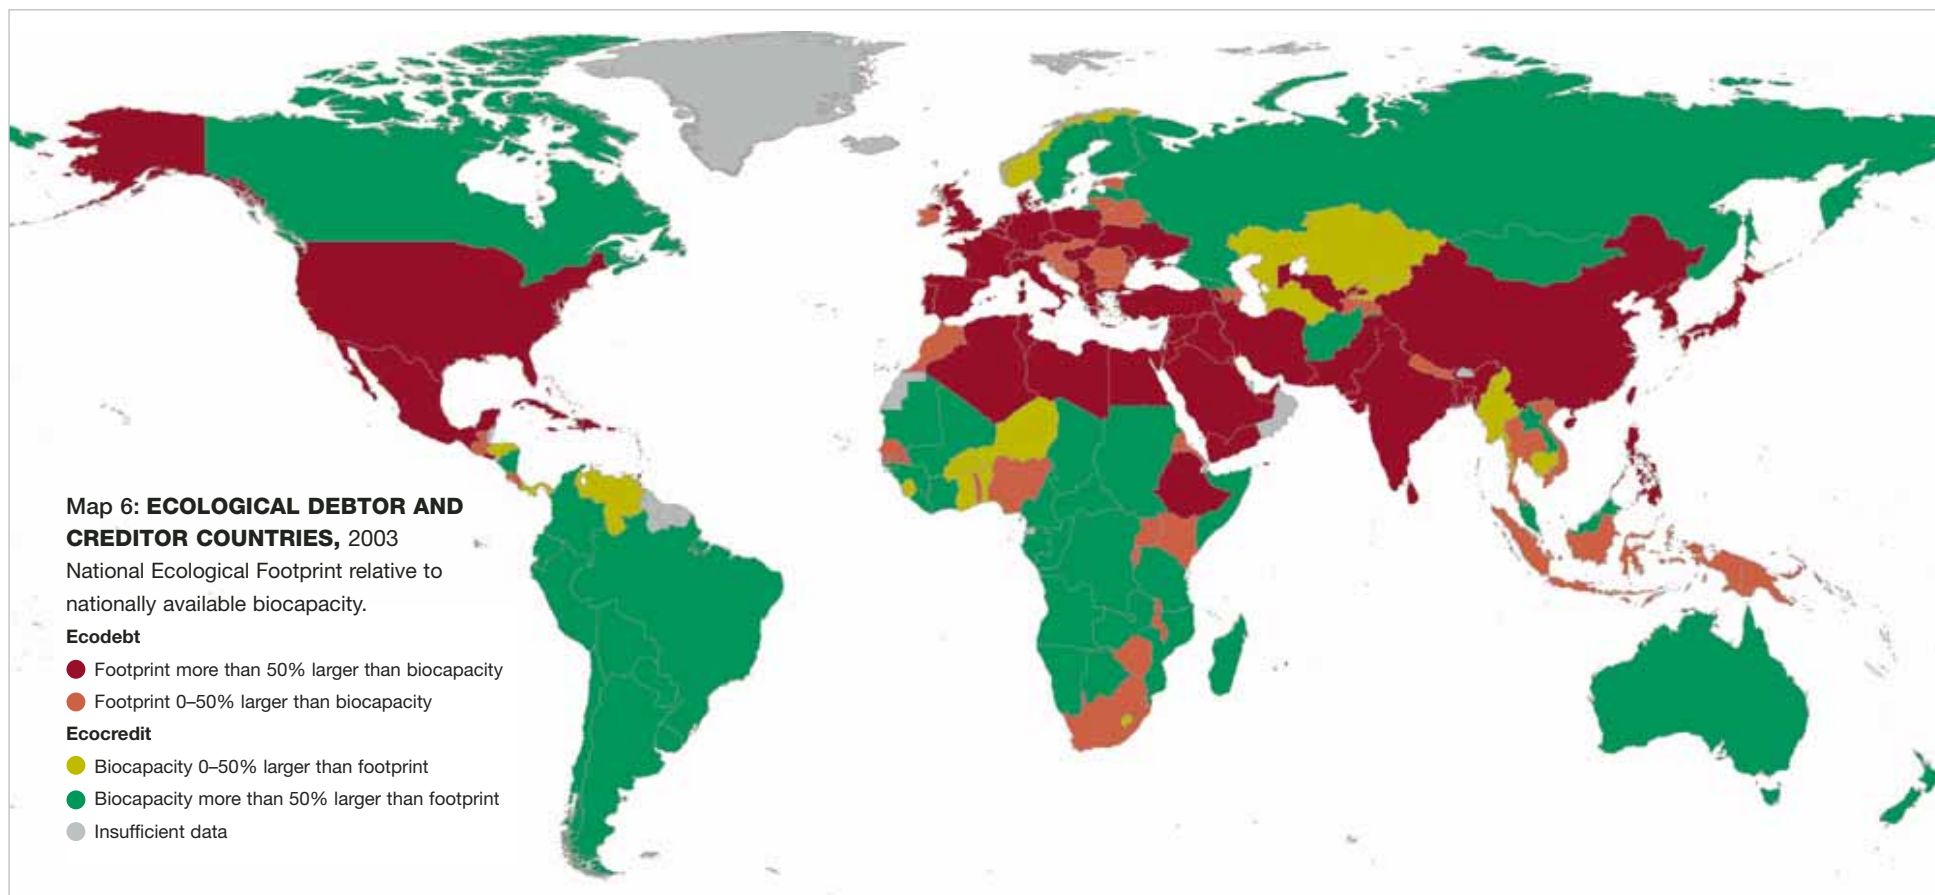 Map 6: ECOLOGICAL DEBTOR AND
CREDITOR COUNTRIES, 2003
National Ecological Footprint relative to
nationally available biocapacity.
Ecodebt
Footprint more than 50% larger than biocapacity
Footprint 0–50% larger than biocapacity
Ecocredit
Biocapacity 0–50% larger than footprint
Biocapacity more than 50% larger than footprint
Insufficient data